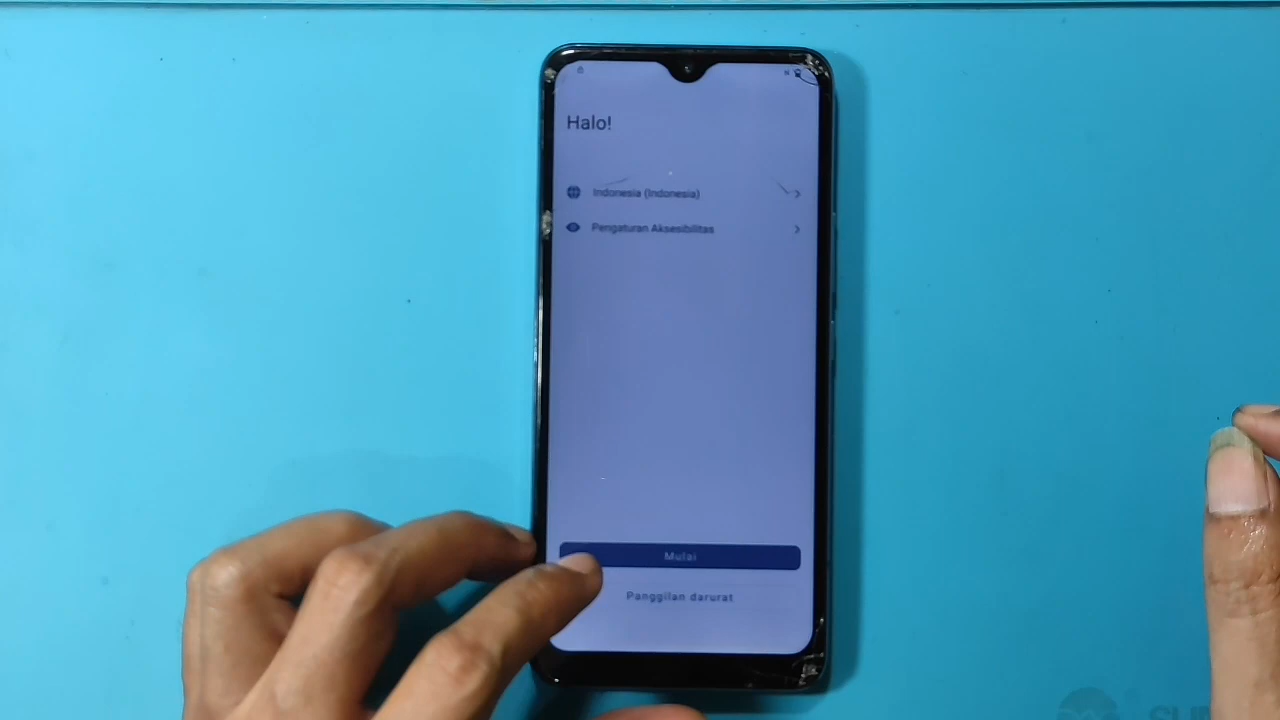 Halo!
Indonesia (Indonesia)
Pengaturan Aksesibilitas
Mulai
Panggilan darurat